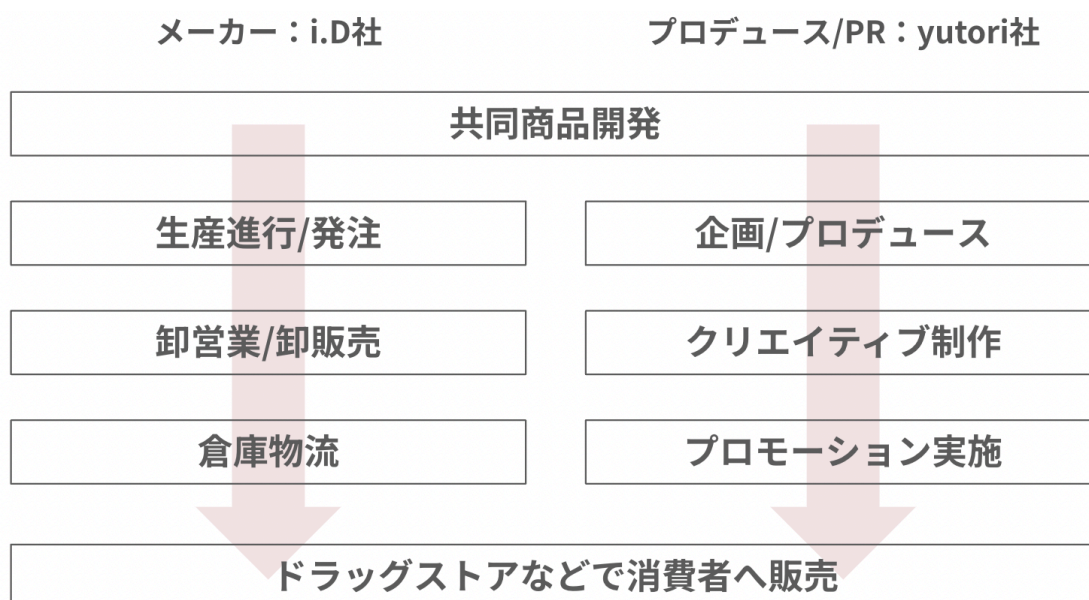 メーカー：i.D社
プロデュース/PR：yutori社
共同商品開発
生産進行/発注
企画/プロデュース
卸営業/卸販売
クリエイティブ制作
倉庫物流
プロモーション実施
ドラッグストアなどで消費者へ販売